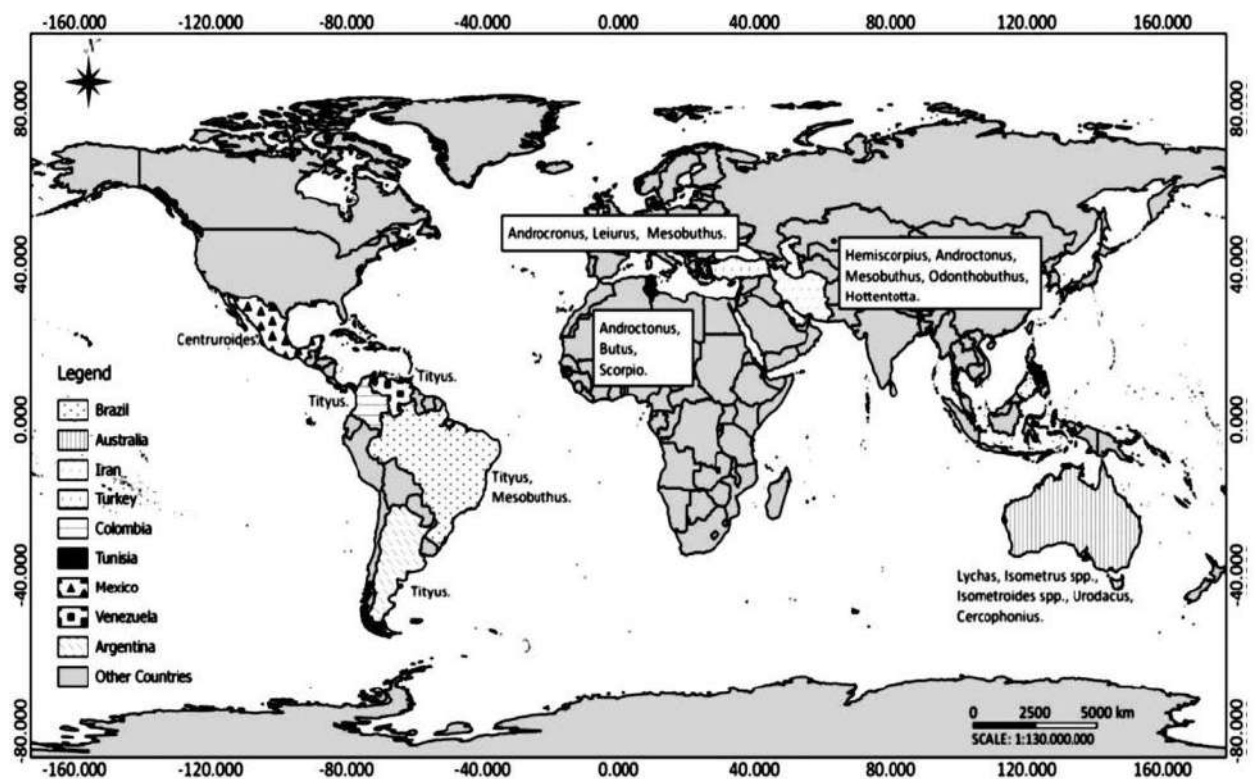 -160.000 -120.000 -80.000 -40.000 0.000 40.000 80.000 120.000 160.000
80.000
40.000
0.000
-40.000
-80.000
80.000
40.000
0.000
-40.000
-80.000
Androcronus, Leiurus, Mesobuthus.
Hemiscorpius, Androctonus,
Mesobuthus, Odonthobuthus,
Hottentotta.
Androctonus,
Butus,
Scorpio.
Centruroides.
Tityus.
Tityus.
Tityus,
Mesobuthus.
Tityus.
Lychas, Isometrus spp.,
Isometroides spp., Urodacus,
Cercophonius.
Legend
Brazil
Australia
Iran
Turkey
Colombia
Tunisia
Mexico
Venezuela
Argentina
Other Countries
0 2500 5000 km
SCALE: 1:130.000.000
-160.000 -120.000 -80.000 -40.000 0.000 40.000 80.000 120.000 160.000